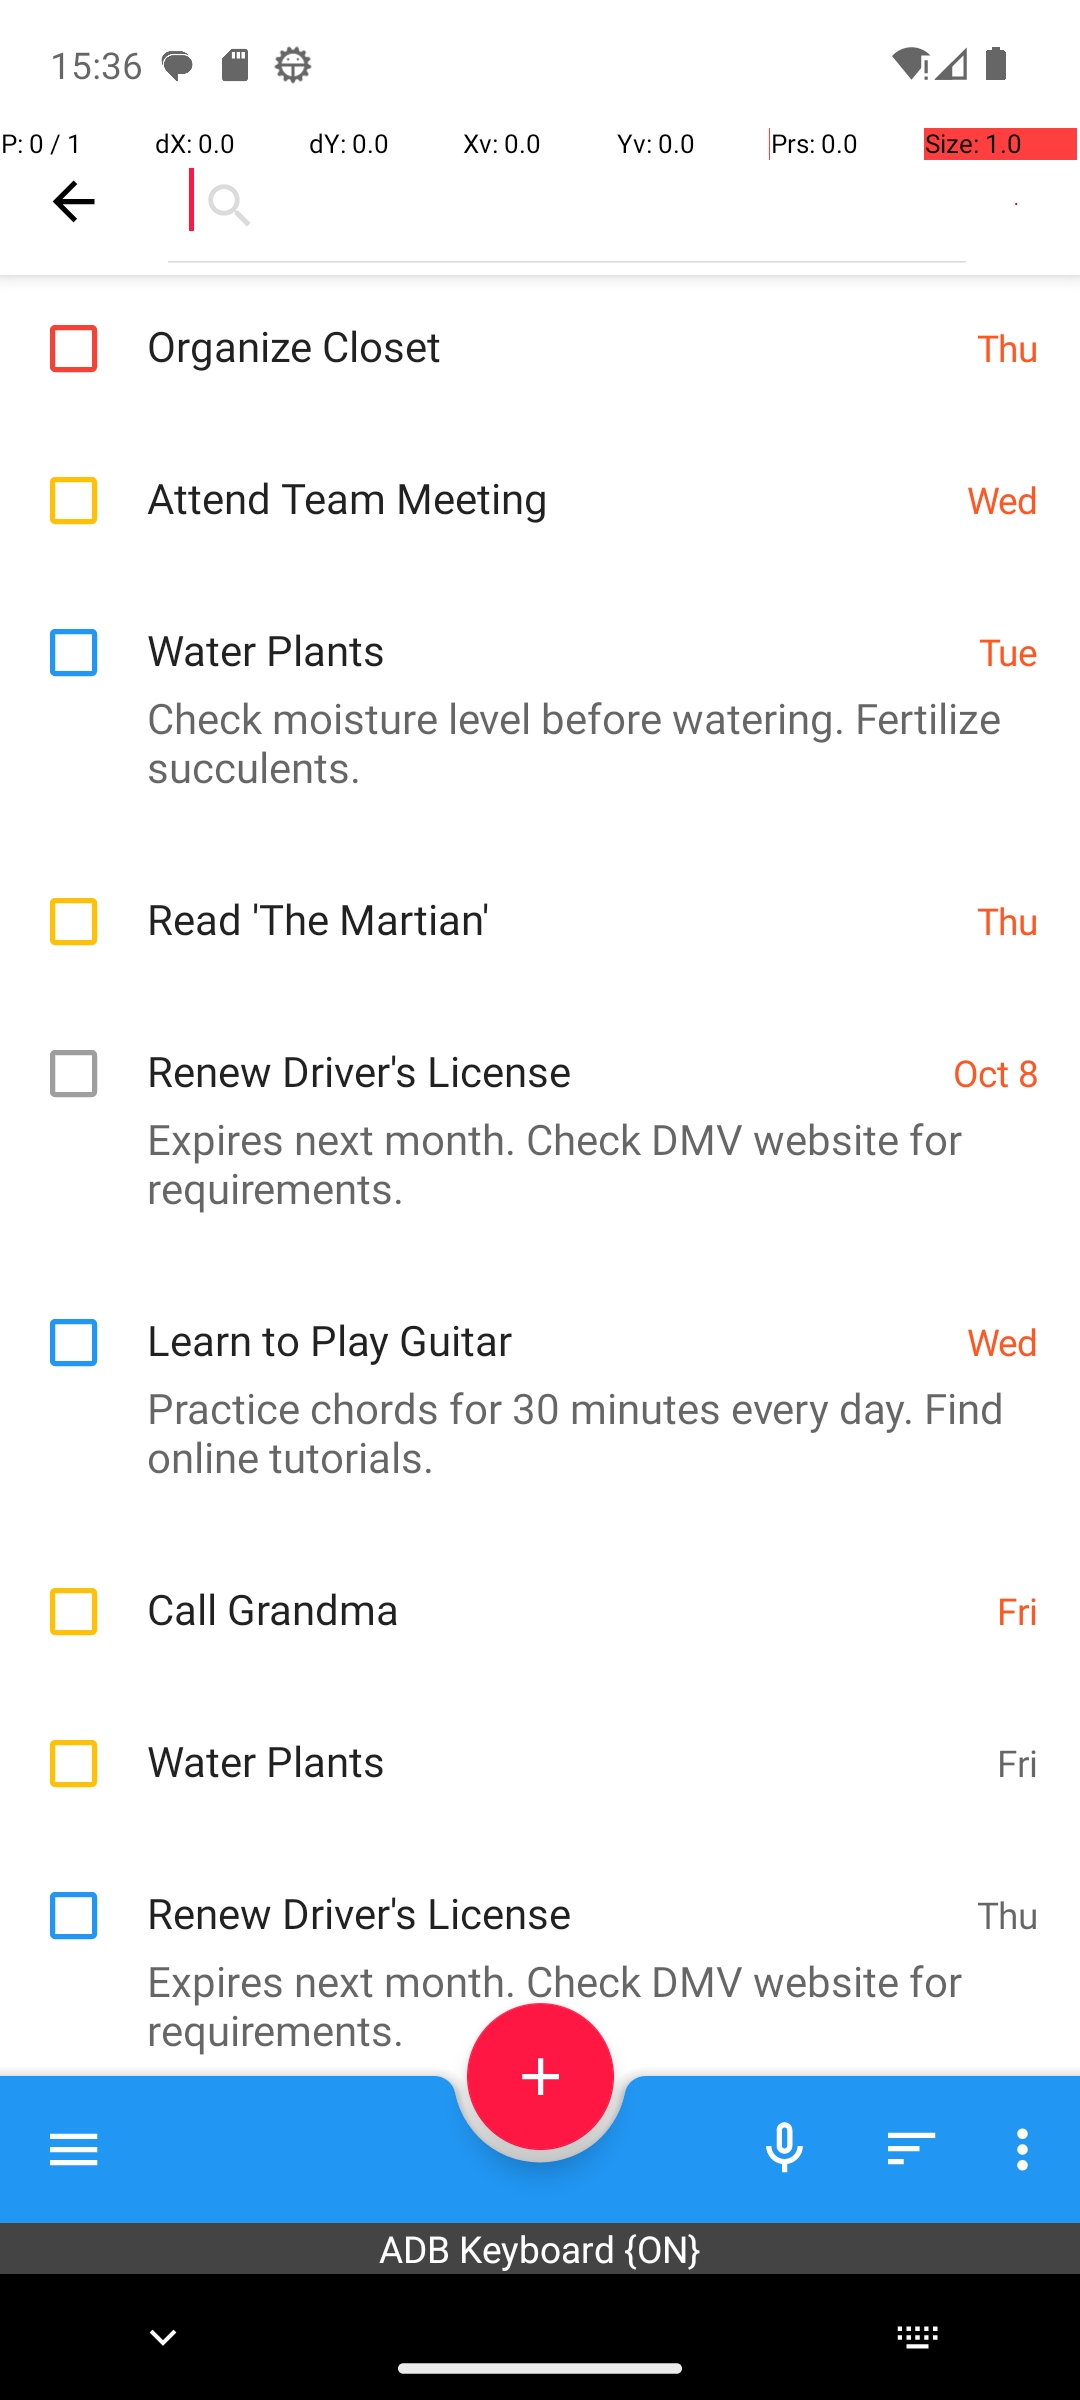 15:36
P: 0 / 1 dX: 0.0 dY: 0.0 Xv: 0.0 Yv: 0.0 Prs: 0.0 Size: 1.0
Organize Closet Thu
Attend Team Meeting Wed
Water Plants Tue
Check moisture level before watering. Fertilize
succulents.
Read 'The Martian' Thu
Renew Driver's License Oct 8
Expires next month. Check DMV website for
requirements.
Learn to Play Guitar Wed
Practice chords for 30 minutes every day. Find
online tutorials.
Call Grandma Fri
Water Plants Fri
Renew Driver's License Thu
Expires next month. Check DMV website for
requirements.
ADB Keyboard {ON}